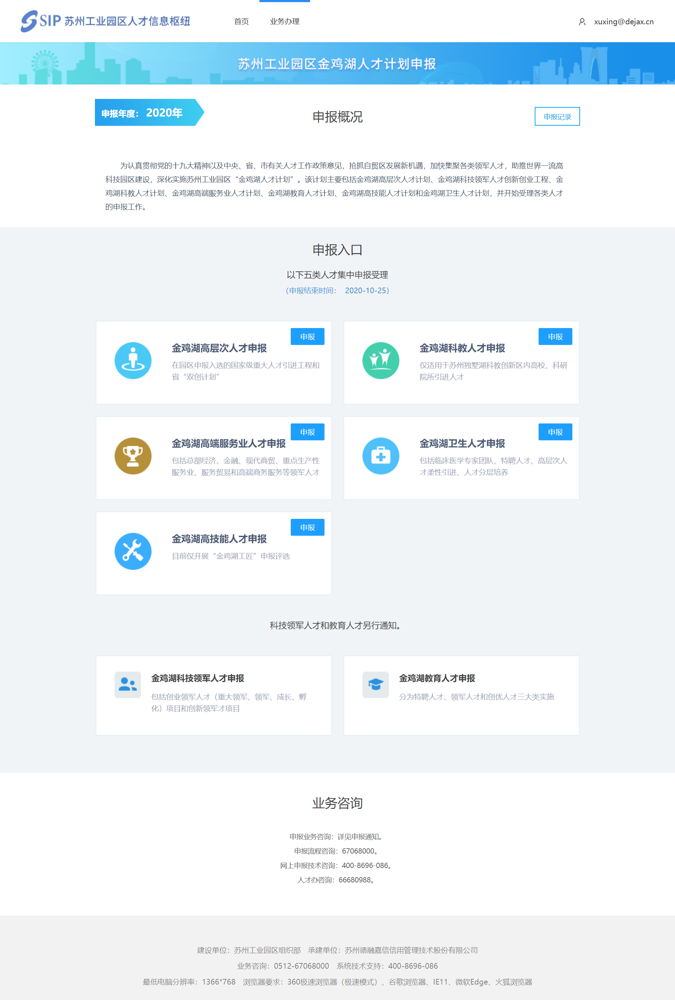 SIP 苏州工业园区人才信息枢纽
首页 业务办理
xuxing@dejax.cn
苏州工业园区金鸡湖人才计划申报
申报年度： 2020年
申报概况
申报记录
为认真贯彻党的十九大精神以及中央、省、市有关人才工作政策意见，抢抓自贸区发展新机遇，加快集聚各类领军人才，助推世界一流高
科技园区建设，深化实施苏州工业园区“金鸡湖人才计划”。该计划主要包括金鸡湖高层次人才计划、金鸡湖科技领军人才创新创业工程、金
鸡湖科教人才计划、金鸡湖高端服务业人才计划、金鸡湖教育人才计划、金鸡湖高技能人才计划和金鸡湖卫生人才计划，并开始受理各类人才
的申报工作。
申报入口
以下五类人才集中申报受理
（申报结束时间： 2020-10-25）
申报
金鸡湖高层次人才申报
在园区申报入选的国家级重大人才引进工程和
省“双创计划”
申报
金鸡湖科教人才申报
仅适用于苏州独墅湖科教创新区内高校、科研
院所引进人才
申报
金鸡湖高端服务业人才申报
包括总部经济、金融、现代商贸、重点生产性
服务业、服务贸易和高端商务服务等领军人才
申报
金鸡湖卫生人才申报
包括临床医学专家团队、特聘人才、高层次人
才柔性引进、人才分层培养
申报
金鸡湖高技能人才申报
目前仅开展“金鸡湖工匠”申报评选
科技领军人才和教育人才另行通知。
金鸡湖科技领军人才申报
包括创业领军人才（重大领军、领军、成长、孵
化）项目和创新领军才项目
金鸡湖教育人才申报
分为特聘人才、领军人才和创优人才三大类实施
业务咨询
申报业务咨询：详见申报通知。
申报流程咨询：67068000。
网上申报技术咨询：400-8696-086。
人才办咨询：66680988。
建设单位：苏州工业园区组织部 承建单位：苏州德融嘉信信用管理技术股份有限公司
业务咨询：0512-67068000 系统技术支持：400-8696-086
最低电脑分辨率：1366*768 浏览器要求：360极速浏览器（极速模式）、谷歌浏览器、IE11、微软Edge、火狐浏览器